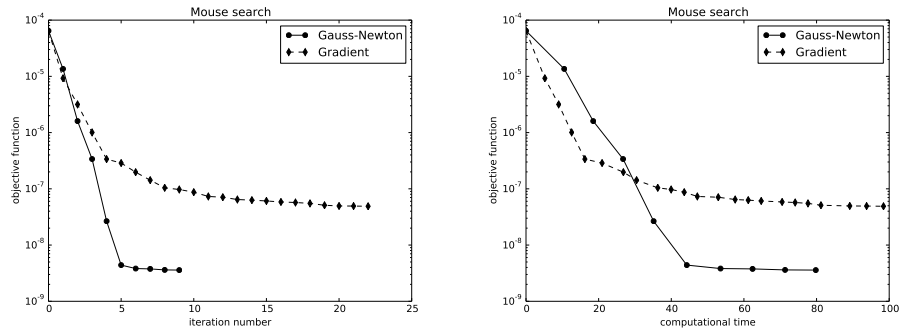 Mouse search
10^-4
10^-5
10^-6
10^-7
10^-8
10^-9
objective function
Gauss-Newton
Gradient
0 5 10 15 20 25
iteration number
Mouse search
10^-4
10^-5
10^-6
10^-7
10^-8
10^-9
objective function
Gauss-Newton
Gradient
0 20 40 60 80 100
computational time